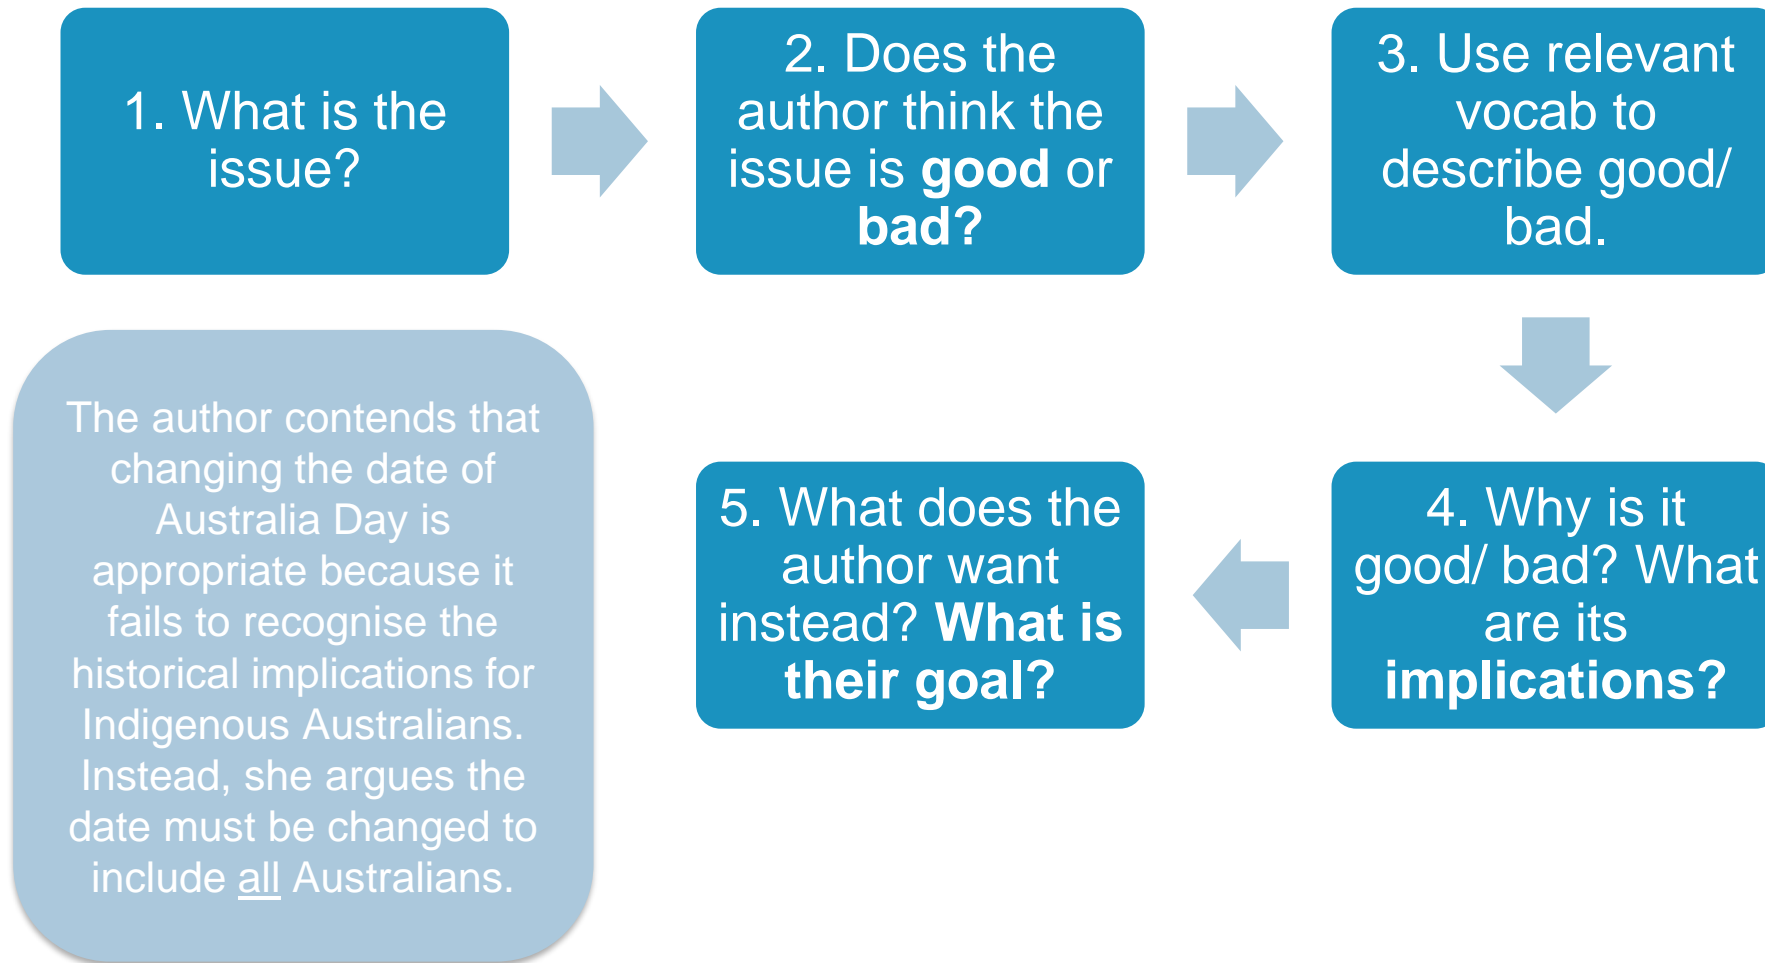 1. What is the
issue?
2. Does the
author think the
issue is good or
bad?
3. Use relevant
vocab to
describe good/
bad.
4. Why is it
good/ bad? What
are its
implications?
5. What does the
author want
instead? What is
their goal?
The author contends that
changing the date of
Australia Day is
appropriate because it
fails to recognise the
historical implications for
Indigenous Australians.
Instead, she argues the
date must be changed to
include all Australians.